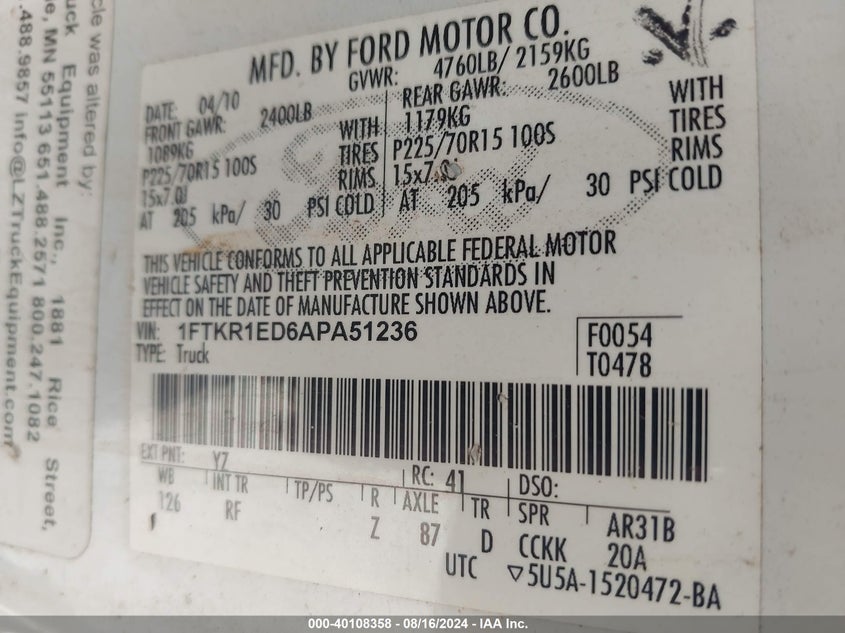 cle was altered by:
uck Equipment Inc., 1881 Rice Street,
e, MN 55113 651.488.2571 800.247.1082
.488.9857 info@LZTruckEquipment.com
MFD. BY FORD MOTOR CO.
DATE: 04/10 GVWR: 4760LB/ 2159KG
FRONT GAWR: 2400LB REAR GAWR: 2600LB
1089KG WITH 1179KG WITH
P225/70R15 100S TIRES P225/70R15 100S TIRES
15x7.0J RIMS 15x7.0 RIMS
AT 205 kPa/ 30 PSI COLD AT 205 kPa/ 30 PSI COLD
THIS VEHICLE CONFORMS TO ALL APPLICABLE FEDERAL MOTOR
VEHICLE SAFETY AND THEFT PREVENTION STANDARDS IN
EFFECT ON THE DATE OF MANUFACTURE SHOWN ABOVE.
VIN: 1FTKR1ED6APA51236 F0054
TYPE: Truck T0478
EXT PNT: YZ RC: 41 DSO:
WB INT TR TP/PS R AXLE TR SPR AR31B
126 RF Z 87 D CCKK 20A
UTC ▽5U5A-1520472-BA
000-40108358 - 08/16/2024 - IAA Inc.